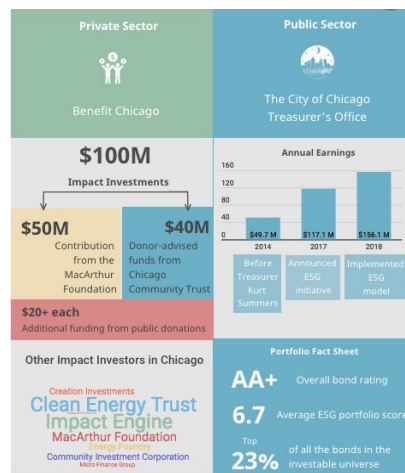 Private Sector
Benefit Chicago
$100M
Impact Investments
$50M
Contribution
from the
MacArthur
Foundation
$40M
Donor-advised
funds from
Chicago
Community Trust
$20+ each
Additional funding from public donations
Other Impact Investors in Chicago
Creation Investments
Clean Energy Trust
Impact Engine
MacArthur Foundation
Energy Foundry
Community Investment Corporation
Micro Finance Group
Public Sector
The City of Chicago
Treasurer's Office
Annual Earnings
160
120
80
40
0
$49.7 M
$117.1 M
$156.1 M
2014
2017
2018
Before
Treasurer
Kurt
Summers
Announced
ESG
initiative
Implemented
ESG
model
Portfolio Fact Sheet
AA+
Overall bond rating
6.7
Average ESG portfolio score
Top
23%
of all the bonds in the
investable universe